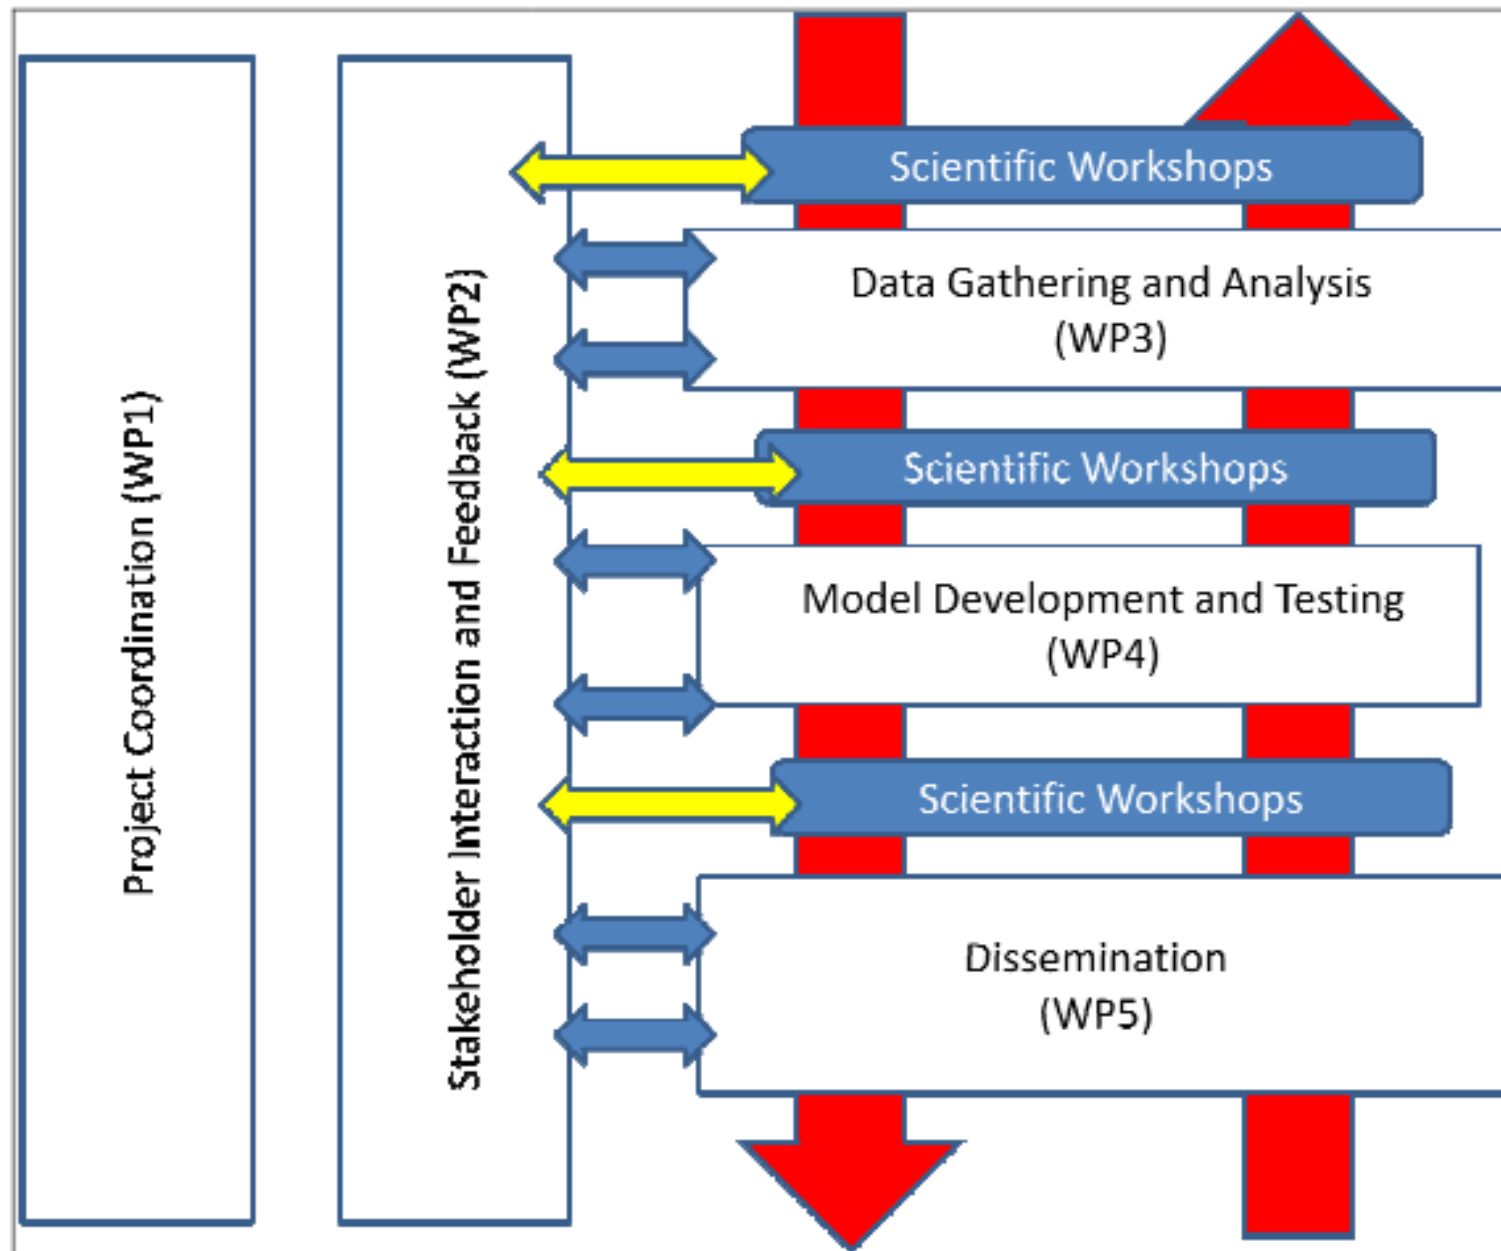 Project Coordination (WP1)
Stakeholder Interaction and Feedback (WP2)
Scientific Workshops
Data Gathering and Analysis
(WP3)
Scientific Workshops
Model Development and Testing
(WP4)
Scientific Workshops
Dissemination
(WP5)